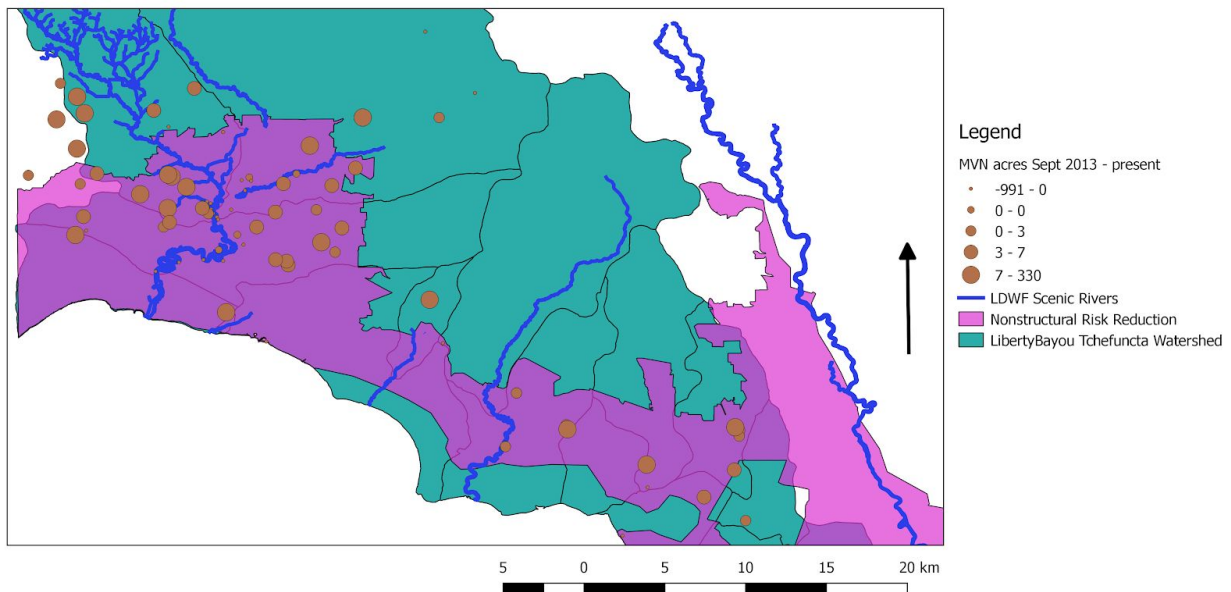 Legend
MVN acres Sept 2013 - present
-991 - 0
0 - 0
0 - 3
3 - 7
7 - 330
LDWF Scenic Rivers
Nonstructural Risk Reduction
LibertyBayou Tchefuncta Watershed
5 0 5 10 15 20 km